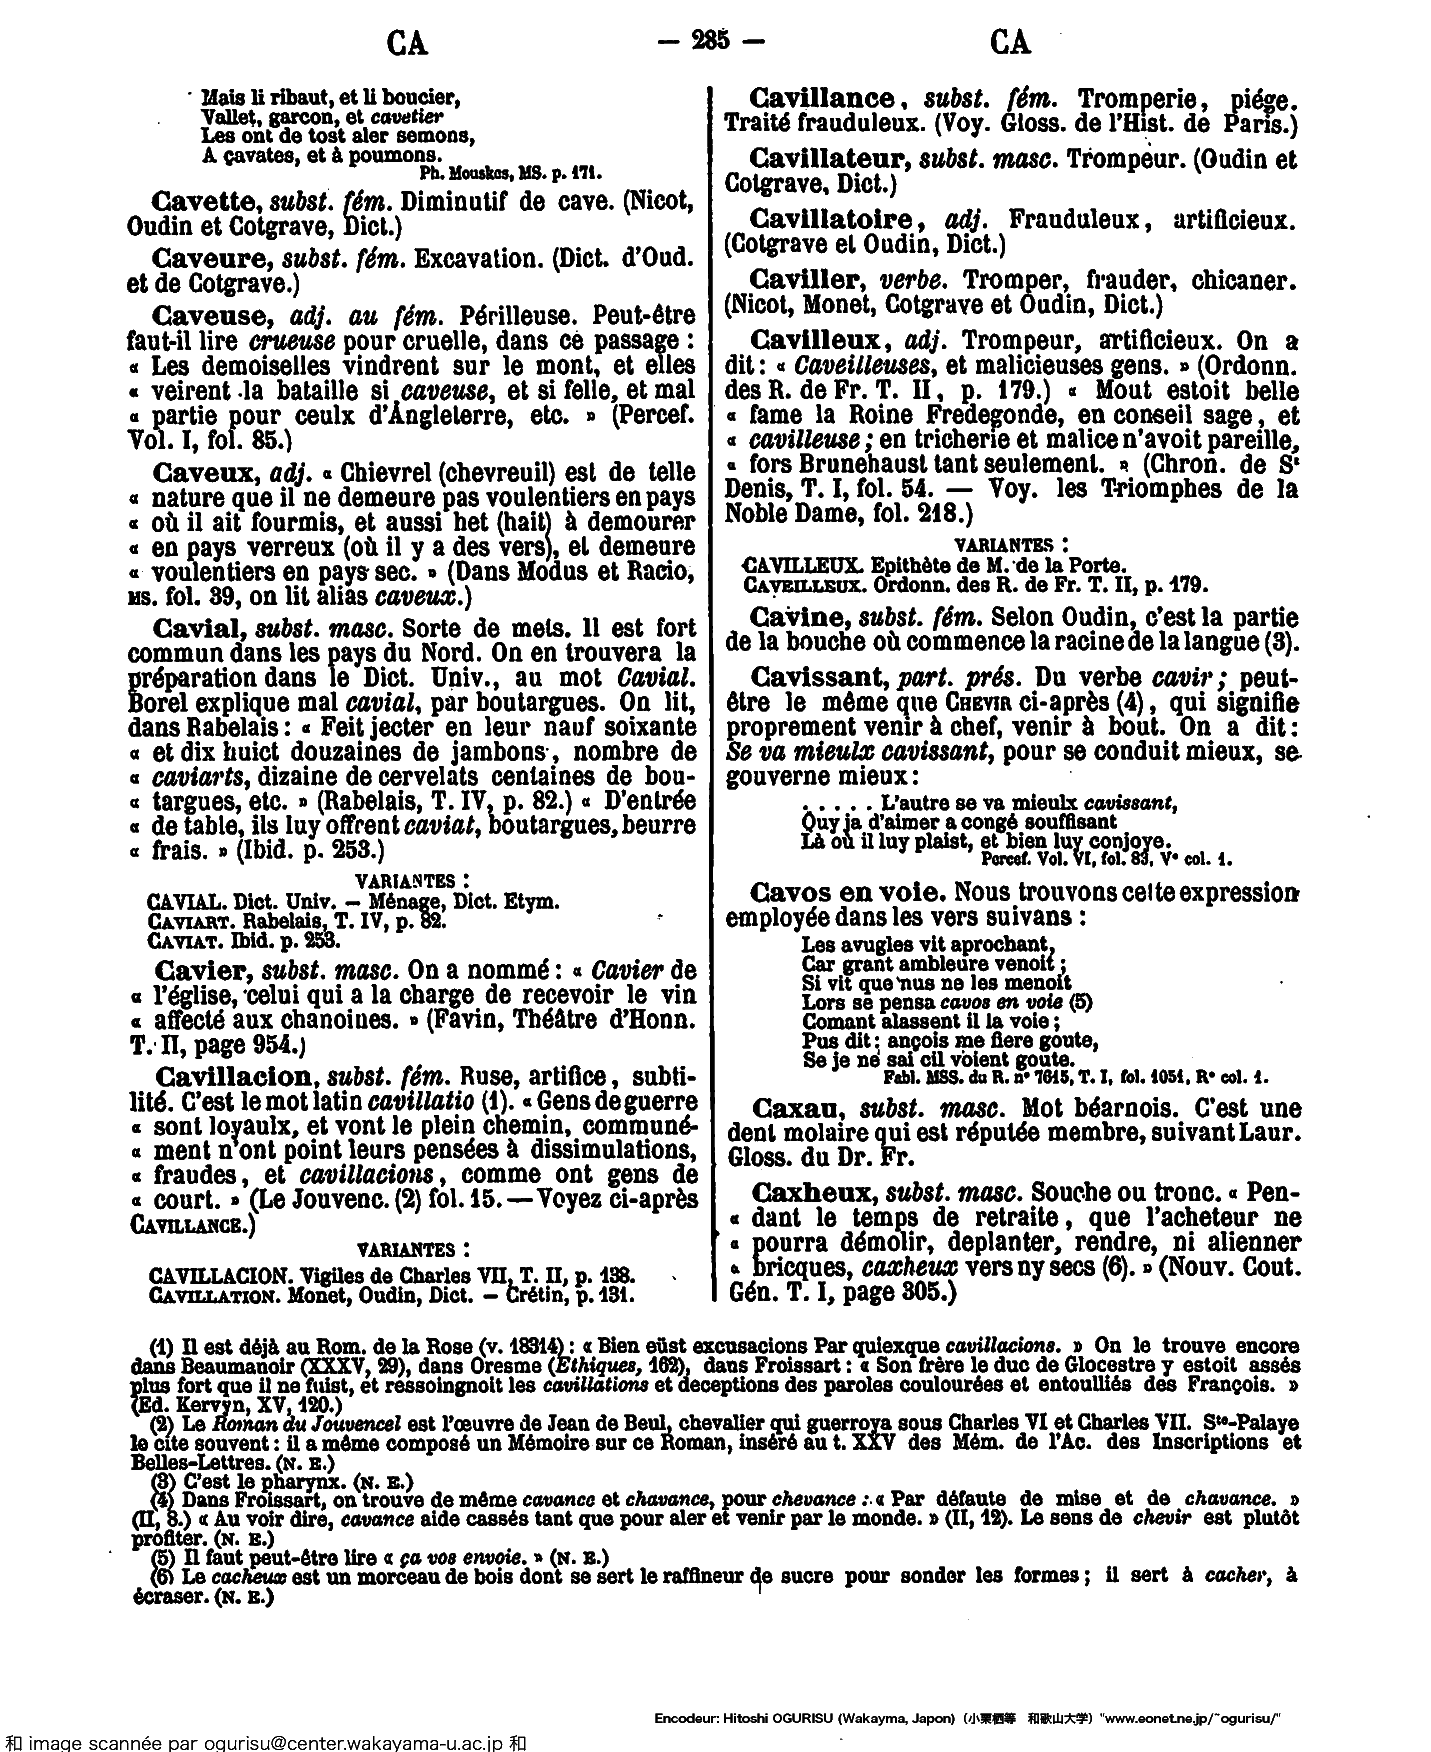 CA — 285 — CA
Mais li ribaut, et li boucier,
Vallet, garcon, et cavetier
Les ont de tost aler semons,
A çavates, et à poumons.
Ph. Mouskos, MS. p. 171.
Cavette, subst. fém. Diminutif de cave. (Nicot,
Oudin et Cotgrave, Dict.)
Caveure, subst. fém. Excavation. (Dict. d'Oud.
et de Cotgrave.)
Caveuse, adj. au fém. Périlleuse. Peut-être
faut-il lire crueuse pour cruelle, dans ce passage :
« Les demoiselles vindrent sur le mont, et elles
« veirent la bataille si caveuse, et si felle, et mal
« partie pour ceulx d'Angleterre, etc. » (Percef.
Vol. I, fol. 85.)
Caveux, adj. « Chievrel (chevreuil) est de telle
« nature que il ne demeure pas voulentiers en pays
« où il ait fourmis, et aussi het (hait) à demourer
« en pays verreux (où il y a des vers), et demeure
« voulentiers en pays sec. » (Dans Modus et Racio,
MS. fol. 39, on lit alias caveux.)
Cavial, subst. masc. Sorte de mets. Il est fort
commun dans les pays du Nord. On en trouvera la
préparation dans le Dict. Univ., au mot Cavial.
Borel explique mal cavial, par boutargues. On lit,
dans Rabelais : « Feit jecter en leur nauf soixante
« et dix huict douzaines de jambons, nombre de
« caviarts, dizaine de cervelats centaines de bou-
« targues, etc. » (Rabelais, T. IV, p. 82.) « D'entrée
« de table, ils luy offrent caviat, boutargues, beurre
« frais. » (Ibid. p. 253.)
VARIANTES :
CAVIAL. Dict. Univ. — Ménage, Dict. Etym.
CAVIART. Rabelais, T. IV, p. 82.
CAVIAT. Ibid. p. 253.
Cavier, subst. masc. On a nommé : « Cavier de
« l'église, celui qui a la charge de recevoir le vin
« affecté aux chanoines. » (Favin, Théâtre d'Honn.
T. II, page 954.)
Cavillacion, subst. fém. Ruse, artifice, subti-
lité. C'est le mot latin cavillatio (1). « Gens de guerre
« sont loyaulx, et vont le plein chemin, communé-
« ment n'ont point leurs pensées à dissimulations,
« fraudes, et cavillacions, comme ont gens de
« court. » (Le Jouvenc. (2) fol. 15. — Voyez ci-après
CAVILLANCE.)
VARIANTES :
CAVILLACION. Vigiles de Charles VII, T. II, p. 138.
CAVILLATION. Monet, Oudin, Dict. — Crétin, p. 131.
Cavillance, subst. fém. Tromperie, piége.
Traité frauduleux. (Voy. Gloss. de l'Hist. de Paris.)
Cavillateur, subst. masc. Trompeur. (Oudin et
Cotgrave, Dict.)
Cavillatoire, adj. Frauduleux, artificieux.
(Cotgrave et Oudin, Dict.)
Caviller, verbe. Tromper, frauder, chicaner.
(Nicot, Monet, Cotgrave et Oudin, Dict.)
Cavilleux, adj. Trompeur, artificieux. On a
dit : « Caveilleuses, et malicieuses gens. » (Ordonn.
des R. de Fr. T. II, p. 179.) « Mout estoit belle
« fame la Roine Fredegonde, en conseil sage, et
« cavilleuse ; en tricherie et malice n'avoit pareille,
« fors Brunehaust tant seulement. » (Chron. de St
Denis, T. I, fol. 54. — Voy. les Triomphes de la
Noble Dame, fol. 218.)
VARIANTES :
CAVILLEUX. Epithète de M. de la Porte.
CAVEILLEUX. Ordonn. des R. de Fr. T. II, p. 179.
Cavine, subst. fém. Selon Oudin, c'est la partie
de la bouche où commence la racine de la langue (3).
Cavissant, part. prés. Du verbe cavir ; peut-
être le même que CHEVIR ci-après (4), qui signifie
proprement venir à chef, venir à bout. On a dit :
Se va mieulx cavissant, pour se conduit mieux, se
gouverne mieux :
. . . . . L'autre se va mieulx cavissant,
Quy ja d'aimer a congé souffisant
Là où il luy plaist, et bien luy conjoye.
Percef. Vol. VI, fol. 83, V° col. 1.
Cavos en voie. Nous trouvons cette expression
employée dans les vers suivans :
Les avugles vit aprochant,
Car grant ambleure venoit ;
Si vit que nus ne les menoit
Lors se pensa cavos en voie (5)
Comant alassent il la voie ;
Pus dit : ançois me fiere goute,
Se je ne sai cil voient goute.
Fabl. MSS. du R. n° 7615, T. I, fol. 1051, R° col. 1.
Caxau, subst. masc. Mot béarnois. C'est une
dent molaire qui est réputée membre, suivant Laur.
Gloss. du Dr. Fr.
Caxheux, subst. masc. Souche ou tronc. « Pen-
« dant le temps de retraite, que l'acheteur ne
« pourra démolir, deplanter, rendre, ni alienner
« bricques, caxheux vers ny secs (6). » (Nouv. Cout.
Gén. T. I, page 305.)
(1) Il est déjà au Rom. de la Rose (v. 18314) : « Bien eüst excusacions Par quiexque cavillacions. » On le trouve encore
dans Beaumanoir (XXXV, 29), dans Oresme (Ethiques, 162), dans Froissart : « Son frère le duc de Glocestre y estoit assés
plus fort que il ne fuist, et ressoingnoit les cavillations et deceptions des paroles coulourées et entoulliés des François. »
(Ed. Kervyn, XV, 120.)
(2) Le Roman du Jouvencel est l'œuvre de Jean de Beul, chevalier qui guerroya sous Charles VI et Charles VII. Ste-Palaye
le cite souvent : il a même composé un Mémoire sur ce Roman, inséré au t. XXV des Mém. de l'Ac. des Inscriptions et
Belles-Lettres. (N. E.)
(3) C'est le pharynx. (N. E.)
(4) Dans Froissart, on trouve de même cavance et chavance, pour chevance : « Par défaute de mise et de chavance. »
(II, 8.) « Au voir dire, cavance aide cassés tant que pour aler et venir par le monde. » (II, 12). Le sens de chevir est plutôt
profiter. (N. E.)
(5) Il faut peut-être lire « ça vos envoie. » (N. E.)
(6) Le cacheux est un morceau de bois dont se sert le raffineur de sucre pour sonder les formes ; il sert à cacher, à
écraser. (N. E.)
Encodeur: Hitoshi OGURISU (Wakayma, Japon) (小栗栖等 和歌山大学) "www.eonet.ne.jp/~ogurisu/"
和 image scannée par ogurisu@center.wakayama-u.ac.jp 和